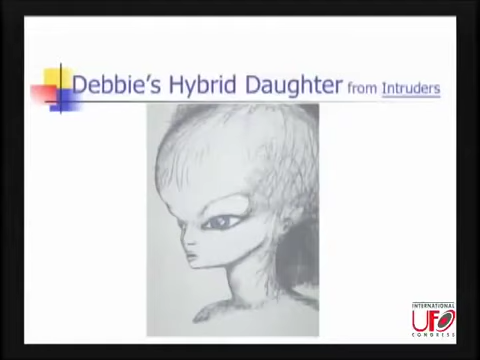 Debbie's Hybrid Daughter from Intruders
INTERNATIONAL
UFO
CONGRESS